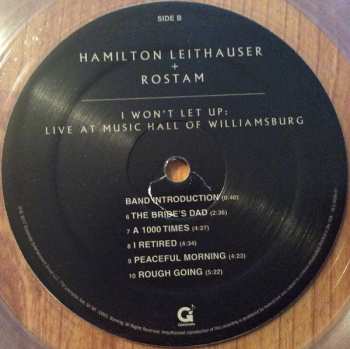 SIDE B
HAMILTON LEITHAUSER
+
ROSTAM
I WON'T LET UP:
LIVE AT MUSIC HALL OF WILLIAMSBURG
BAND INTRODUCTION (0:40)
6 THE BRIDE'S DAD (2:36)
7 A 1000 TIMES (4:37)
8 I RETIRED (4:34)
9 PEACEFUL MORNING (4:23)
10 ROUGH GOING (5:22)
G